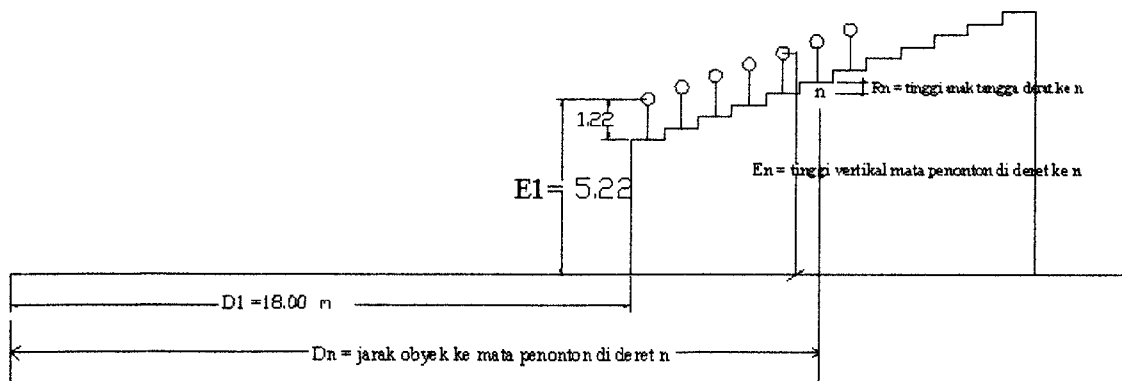 n
Rn = tinggi anak tangga deret ke n
1.22
En = tinggi vertikal mata penonton di deret ke n
E1= 5.22
D1 =18.00 m
Dn = jarak obyek ke mata penonton di deret n